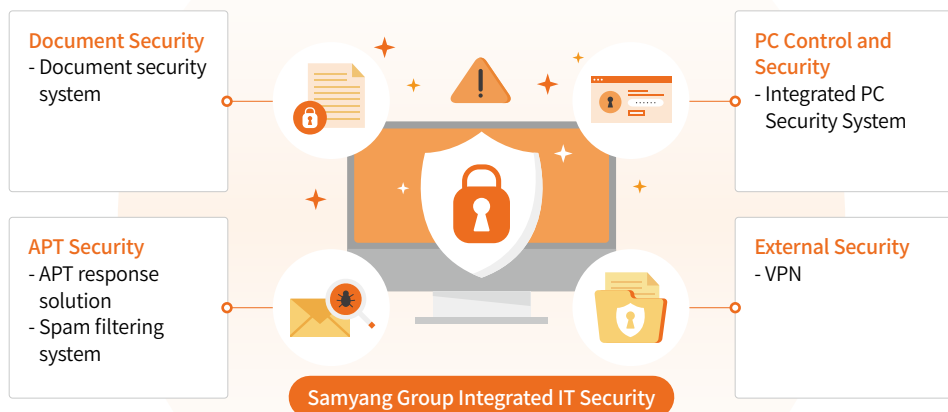 Document Security
- Document security
system
PC Control and
Security
- Integrated PC
Security System
APT Security
- APT response
solution
- Spam filtering
system
External Security
- VPN
Samyang Group Integrated IT Security